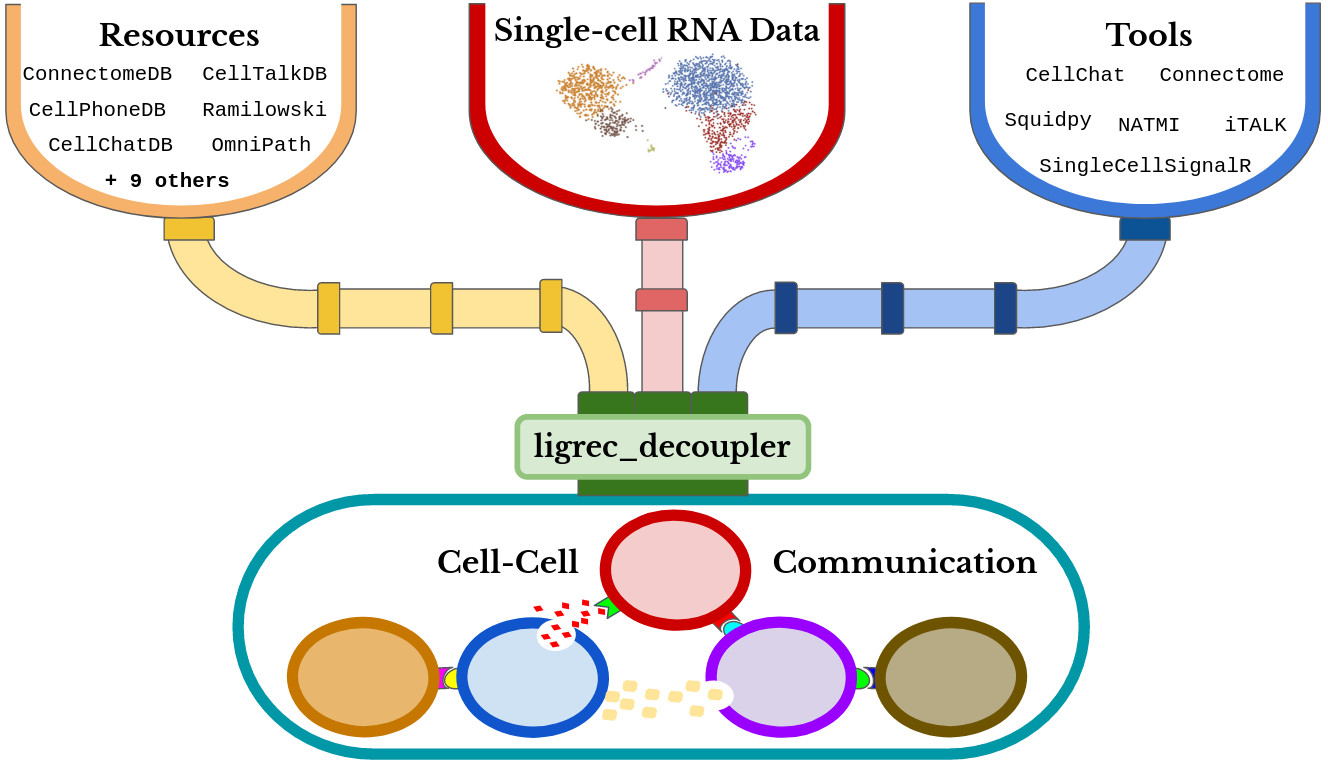 Resources
ConnectomeDB CellTalkDB
CellPhoneDB Ramilowski
CellChatDB OmniPath
+ 9 others
Single-cell RNA Data
Tools
CellChat Connectome
Squidpy NATMI iTALK
SingleCellSignalR
ligrec_decoupler
Cell-Cell Communication